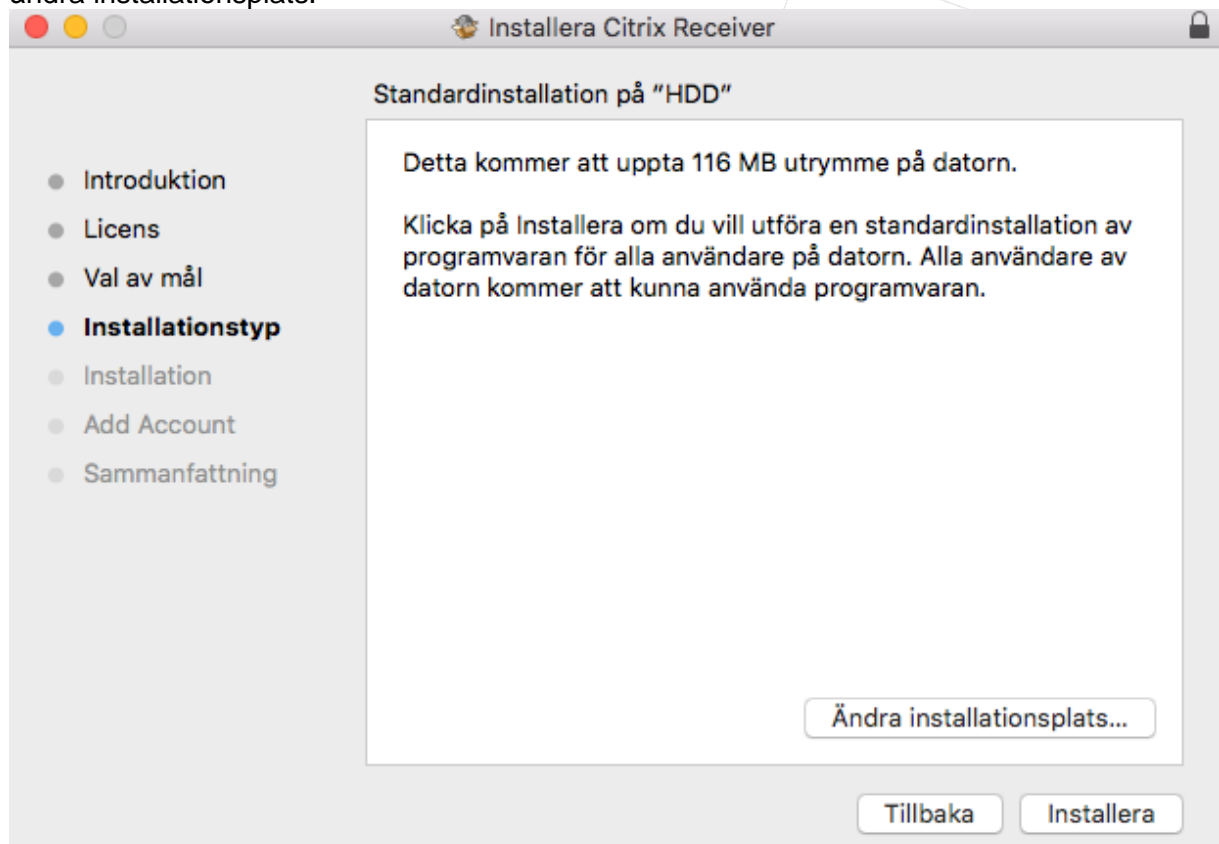 ändra installationsplats.
Installera Citrix Receiver
Standardinstallation på ”HDD”
Introduktion
Licens
Val av mål
Installationstyp
Installation
Add Account
Sammanfattning
Detta kommer att uppta 116 MB utrymme på datorn.
Klicka på Installera om du vill utföra en standardinstallation av
programvaran för alla användare på datorn. Alla användare av
datorn kommer att kunna använda programvaran.
Ändra installationsplats...
Tillbaka
Installera